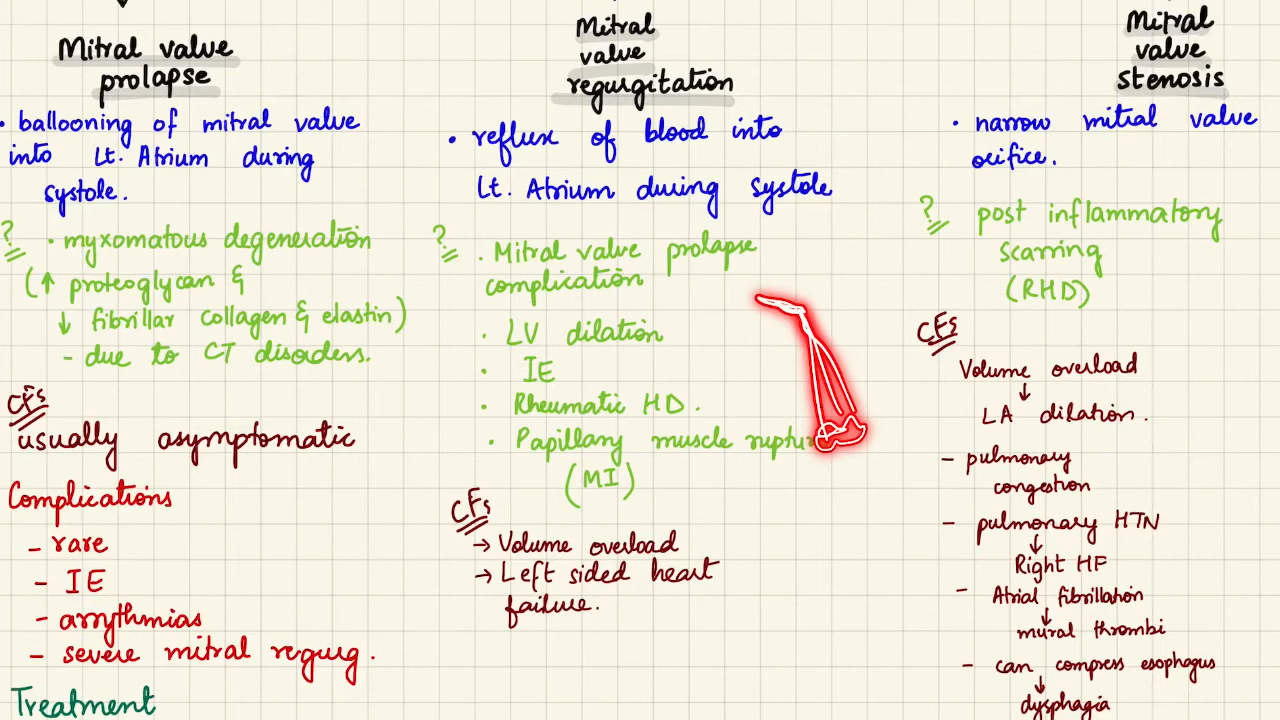 Mitral valve
prolapse
• ballooning of mitral valve
into Lt. Atrium during
systole.
? • myxomatous degeneration
(↑ proteoglycan &
↓ fibrillar collagen & elastin)
- due to CT disorders.
CFs
usually asymptomatic
Complications
- rare
- IE
- arrythmias
- severe mitral regurg.
Treatment
Mitral
valve
regurgitation
• reflux of blood into
Lt. Atrium during systole
? • Mitral valve prolapse
complication
• LV dilation
• IE
• Rheumatic HD.
• Papillary muscle ruptur
(MI)
CFs
→ Volume overload
→ Left sided heart
failure.
Mitral
valve
stenosis
• narrow mitral valve
orifice.
? post inflammatory
scarring
(RHD)
CFs
Volume overload
↓
LA dilation.
- pulmonary
congestion
- pulmonary HTN
↓
Right HF
- Atrial fibrillation
↓
mural thrombi
- can compress esophagus
↓
dysphagia